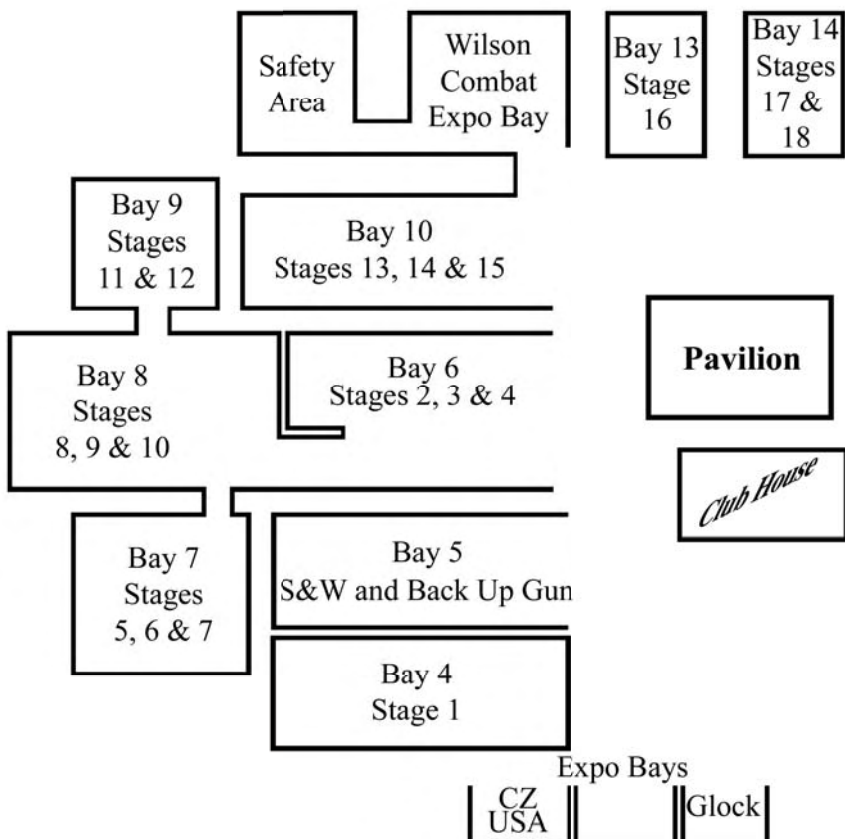 Safety
Area
Wilson
Combat
Expo Bay
Bay 13
Stage
16
Bay 14
Stages
17 &
18
Bay 9
Stages
11 & 12
Bay 10
Stages 13, 14 & 15
Pavilion
Bay 8
Stages
8, 9 & 10
Bay 6
Stages 2, 3 & 4
Club House
Bay 7
Stages
5, 6 & 7
Bay 5
S&W and Back Up Gun
Bay 4
Stage 1
Expo Bays
CZ
USA
Glock